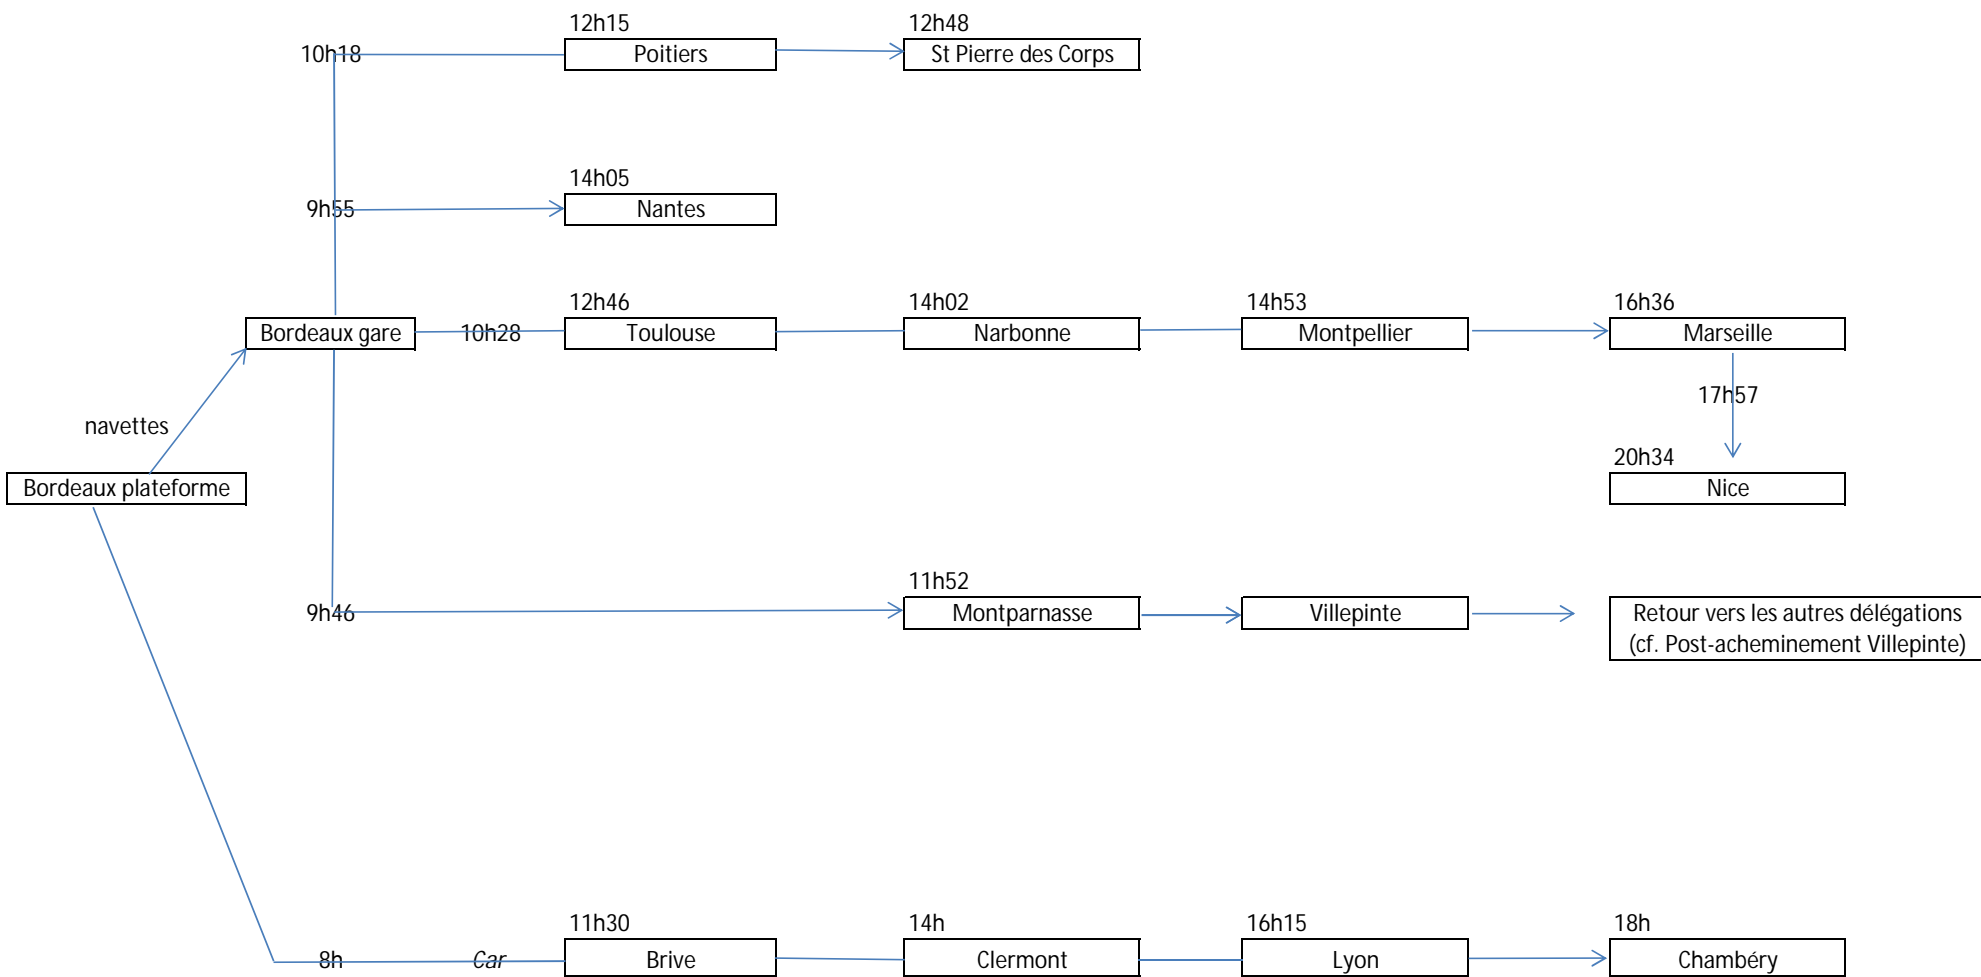 12h15 12h48
10h18 Poitiers St Pierre des Corps
14h05
9h55 Nantes
12h46 14h02 14h53 16h36
Bordeaux gare 10h28 Toulouse Narbonne Montpellier Marseille
17h57
navettes
20h34
Bordeaux plateforme Nice
11h52
9h46 Montparnasse Villepinte Retour vers les autres délégations
(cf. Post-acheminement Villepinte)
11h30 14h 16h15 18h
8h Car Brive Clermont Lyon Chambéry